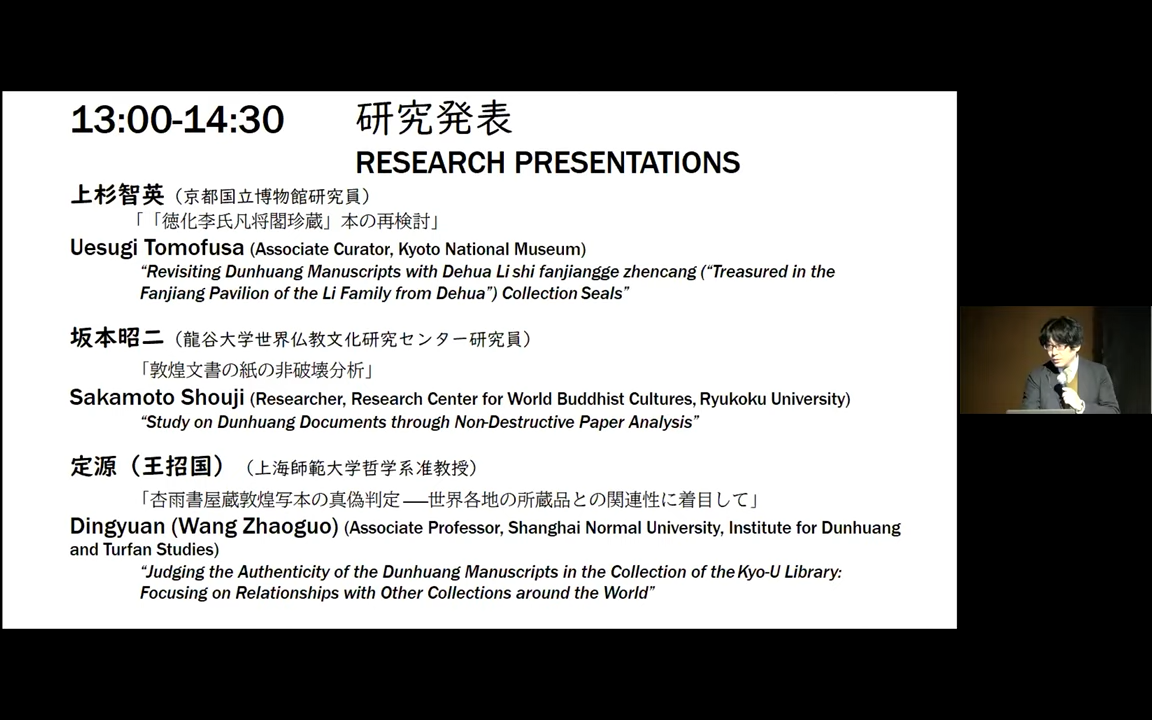 13:00-14:30 研究発表
RESEARCH PRESENTATIONS
上杉智英（京都国立博物館研究員）
「「徳化李氏凡将閣珍蔵」本の再検討」
Uesugi Tomofusa (Associate Curator, Kyoto National Museum)
“Revisiting Dunhuang Manuscripts with Dehua Li shi fanjiangge zhencang (“Treasured in the
Fanjiang Pavilion of the Li Family from Dehua”) Collection Seals”
坂本昭二（龍谷大学世界仏教文化研究センター研究員）
「敦煌文書の紙の非破壊分析」
Sakamoto Shouji (Researcher, Research Center for World Buddhist Cultures, Ryukoku University)
“Study on Dunhuang Documents through Non-Destructive Paper Analysis”
定源（王招国）（上海師範大学哲学系准教授）
「杏雨書屋蔵敦煌写本の真偽判定――世界各地の所蔵品との関連性に着目して」
Dingyuan (Wang Zhaoguo) (Associate Professor, Shanghai Normal University, Institute for Dunhuang
and Turfan Studies)
“Judging the Authenticity of the Dunhuang Manuscripts in the Collection of the Kyo-U Library:
Focusing on Relationships with Other Collections around the World”